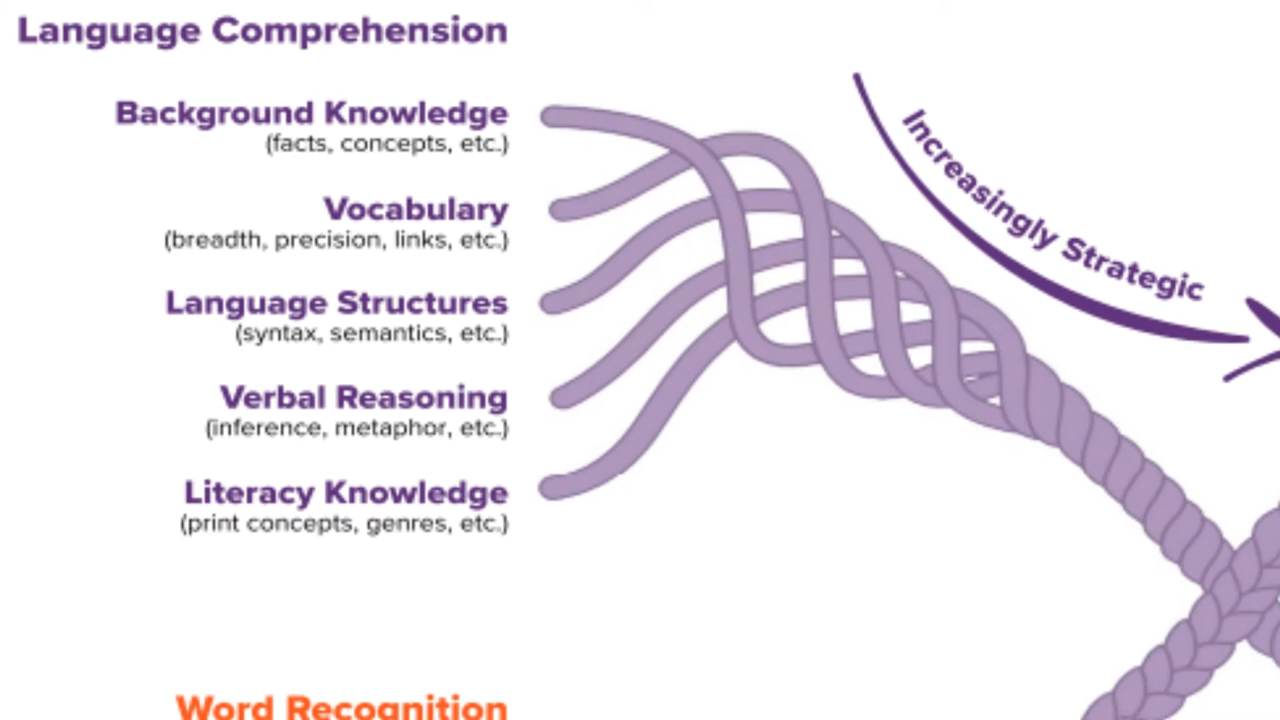 Language Comprehension
Background Knowledge
(facts, concepts, etc.)
Vocabulary
(breadth, precision, links, etc.)
Language Structures
(syntax, semantics, etc.)
Verbal Reasoning
(inference, metaphor, etc.)
Literacy Knowledge
(print concepts, genres, etc.)
Increasingly Strategic
Word Recognition